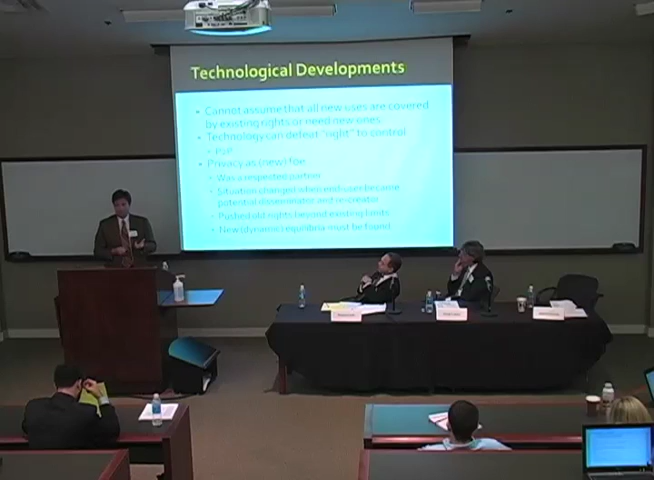 Technological Developments
• Cannot assume that all new uses are covered
by existing rights or need new ones
• Technology can defeat "right" to control
• P2P
• Privacy as (new) foe
• Was a respected partner
• Situation changed when end-user became
potential disseminator and re-creator
• Pushed old rights beyond existing limits
• New (dynamic) equilibria must be found